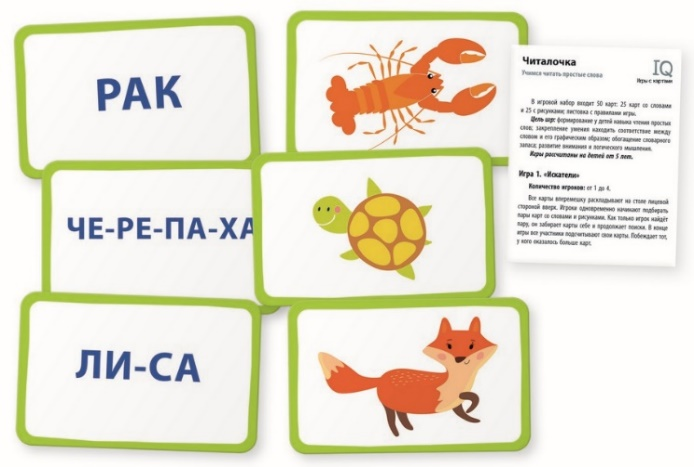 РАК
ЧЕ-РЕ-ПА-ХА
ЛИ-СА
Читалочка
Учимся читать простые слова
IQ
Игры с картами
В игровой набор входит 50 карт: 25 карт со словами
и 25 с рисунками; листовка с правилами игры.
Цель игр: формирование у детей навыка чтения простых
слов; закрепление умения находить соответствие между
словом и его графическим образом; обогащение словарного
запаса; развитие внимания и логического мышления.
Игры рассчитаны на детей от 5 лет.
Игра 1. «Искатели»
Количество игроков: от 1 до 4.
Все карты вперемешку раскладывают на столе лицевой
стороной вверх. Игроки одновременно начинают подбирать
пары карт со словами и рисунками. Как только игрок найдёт
пару, он забирает карты себе и продолжает поиски. В конце
игры все участники подсчитывают свои карты. Побеждает тот,
у кого оказалось больше карт.